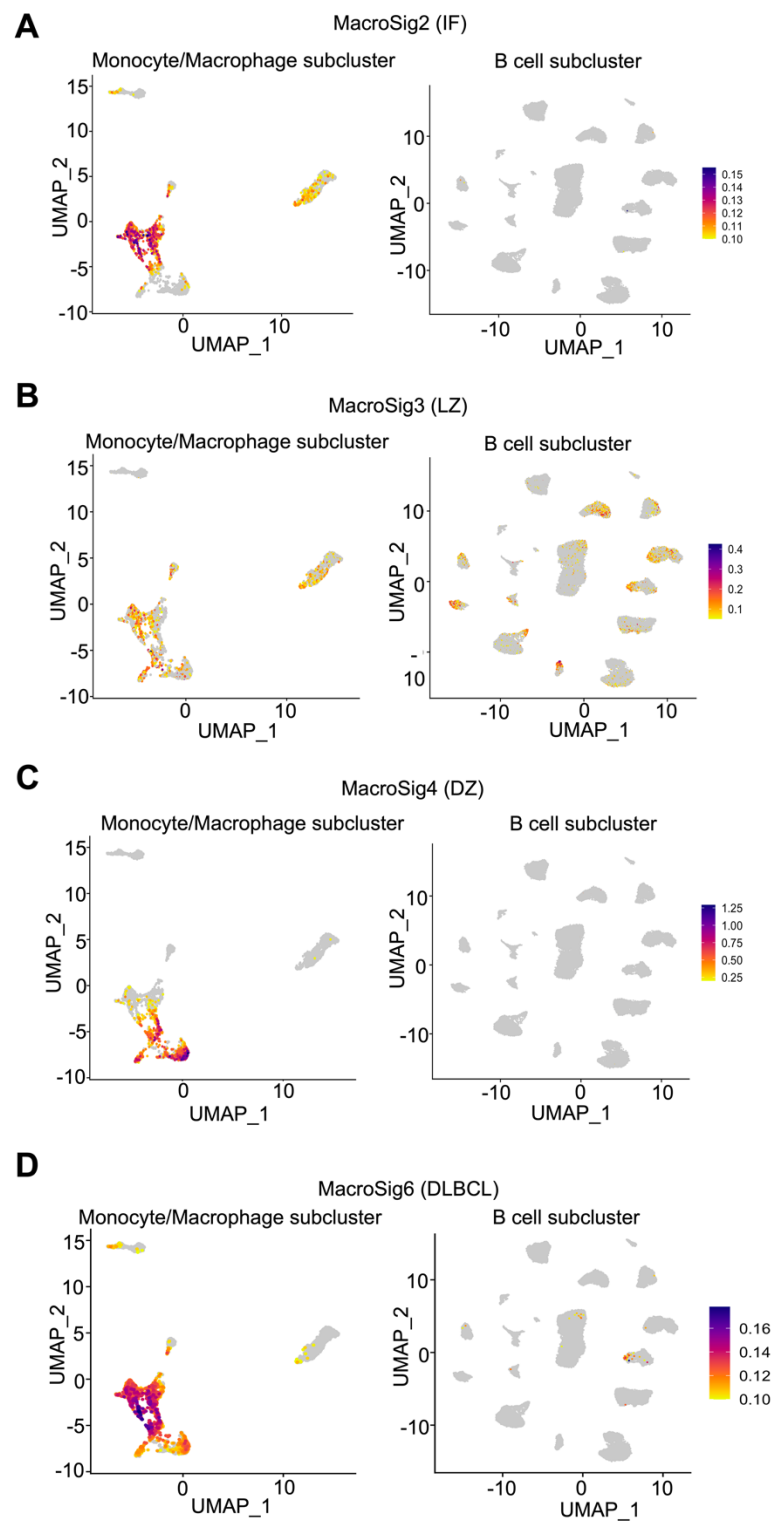 A
MacroSig2 (IF)
Monocyte/Macrophage subcluster
B cell subcluster
UMAP_2
15
10
5
0
-5
-10
0
10
UMAP_1
UMAP_2
10
0
-10
-10
0
10
UMAP_1
0.15
0.14
0.13
0.12
0.11
0.10
B
MacroSig3 (LZ)
Monocyte/Macrophage subcluster
B cell subcluster
UMAP_2
15
10
5
0
-5
-10
0
10
UMAP_1
UMAP_2
10
0
-
10
-10
0
10
UMAP_1
0.4
0.3
0.2
0.1
C
MacroSig4 (DZ)
Monocyte/Macrophage subcluster
B cell subcluster
UMAP_2
15
10
5
0
-5
-10
0
10
UMAP_1
UMAP_2
10
0
-10
-10
0
10
UMAP_1
1.25
1.00
0.75
0.50
0.25
D
MacroSig6 (DLBCL)
Monocyte/Macrophage subcluster
B cell subcluster
UMAP_2
15
10
5
0
-5
-10
0
10
UMAP_1
UMAP_2
10
0
-10
-10
0
10
UMAP_1
0.16
0.14
0.12
0.10